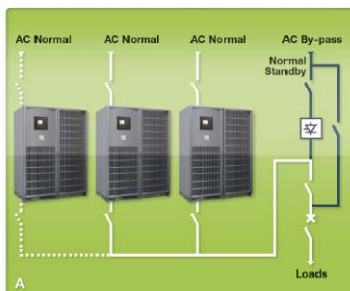 AC Normal
AC Normal
AC Normal
AC By-pass
Normal
Standby
A
Loads